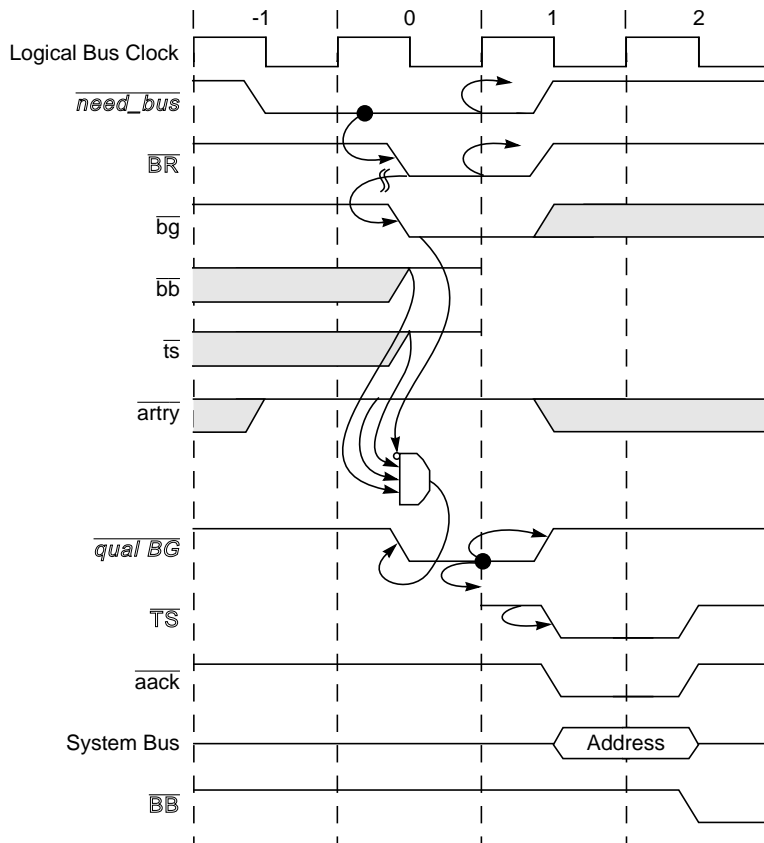 -1 0 1 2
Logical Bus Clock
need_bus
BR
bg
bb
ts
artry
qual BG
TS
aack
System Bus Address
BB